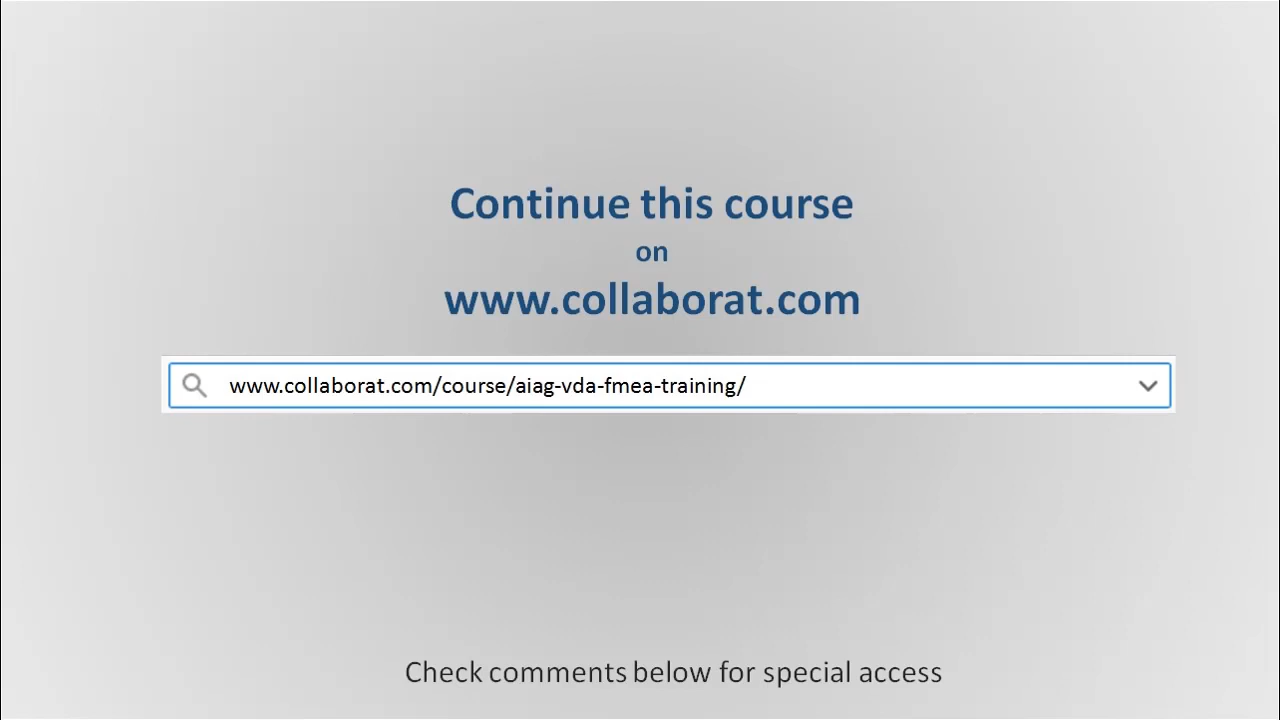 Continue this course
on
www.collaborat.com
www.collaborat.com/course/aiag-vda-fmea-training/
Check comments below for special access